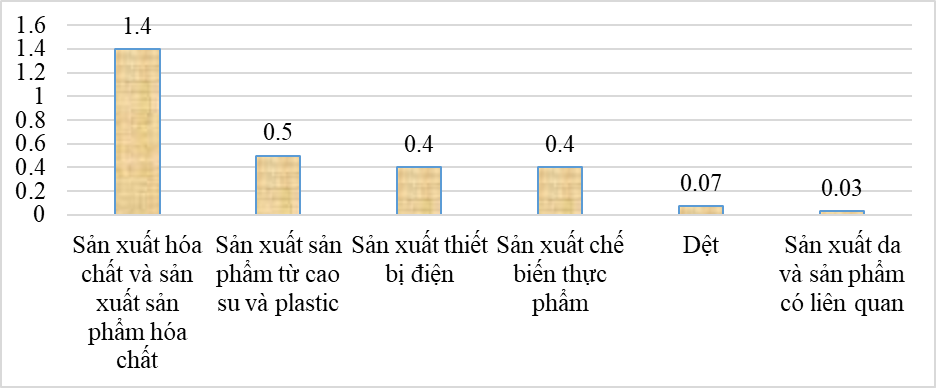 1.6
1.4
1.2
1
0.8
0.6
0.4
0.2
0
1.4
0.5
0.4
0.4
0.07
0.03
Sản xuất hóa
chất và sản
xuất sản
phẩm hóa
chất
Sản xuất sản
phẩm từ cao
su và plastic
Sản xuất thiết
bị điện
Sản xuất chế
biến thực
phẩm
Dệt
Sản xuất da
và sản phẩm
có liên quan